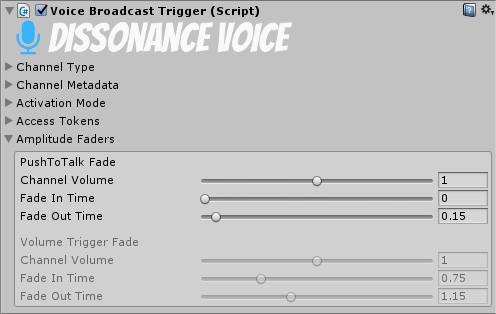 Voice Broadcast Trigger (Script)
DISSONANCE VOICE
Channel Type
Channel Metadata
Activation Mode
Access Tokens
Amplitude Faders
PushToTalk Fade
Channel Volume 1
Fade In Time 0
Fade Out Time 0.15
Volume Trigger Fade
Channel Volume 1
Fade In Time 0.75
Fade Out Time 1.15